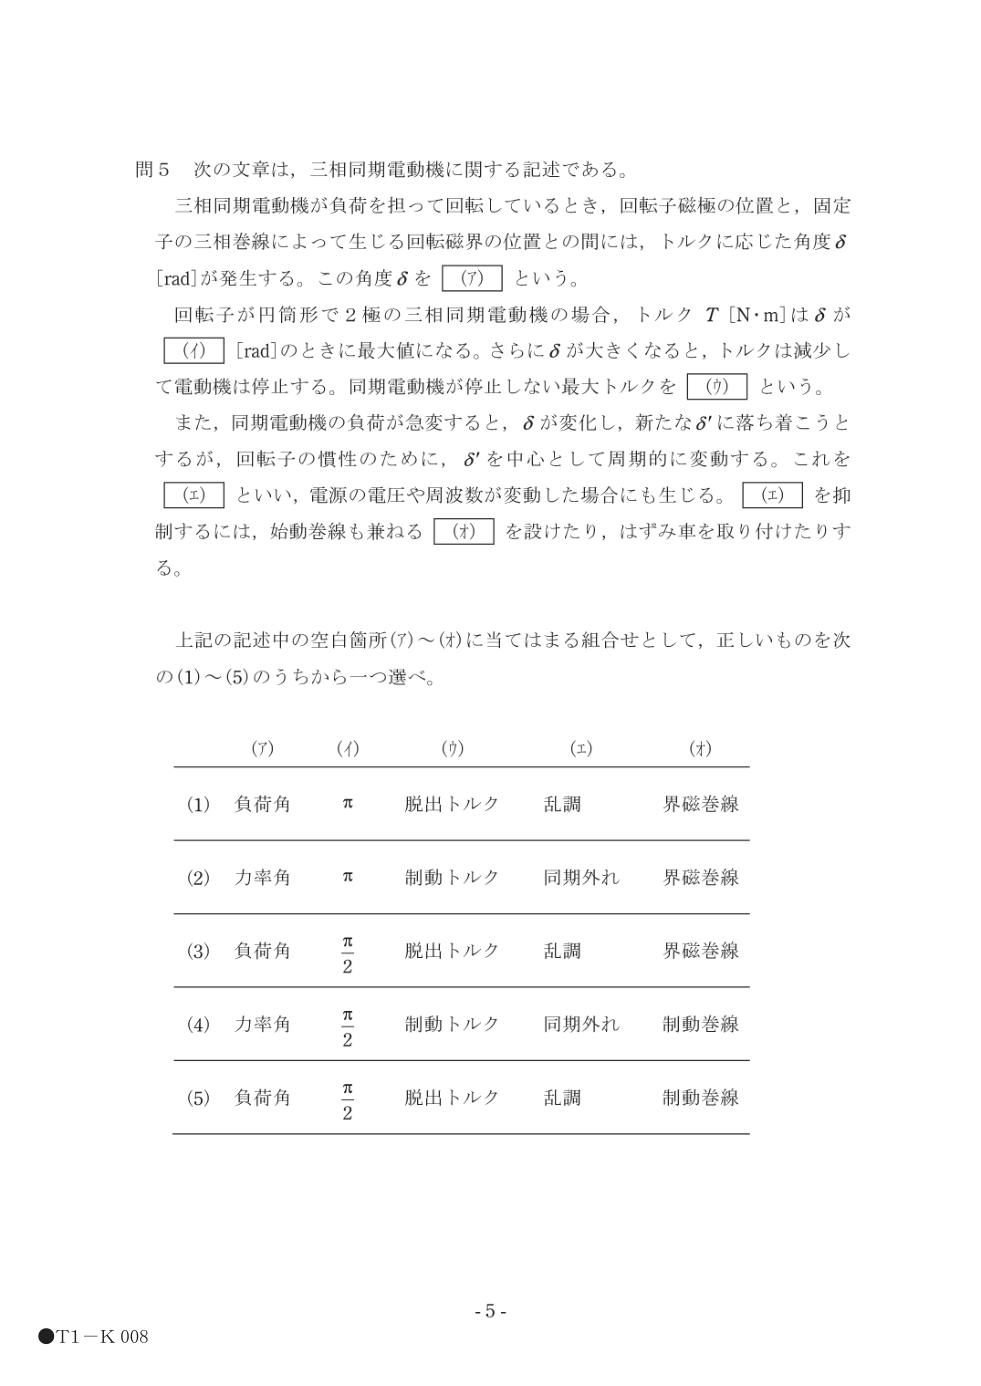 問５　次の文章は，三相同期電動機に関する記述である。
三相同期電動機が負荷を担って回転しているとき，回転子磁極の位置と，固定
子の三相巻線によって生じる回転磁界の位置との間には，トルクに応じた角度 δ
[rad]が発生する。この角度 δ を (ｱ) という。
回転子が円筒形で２極の三相同期電動機の場合，トルク T [N・m]は δ が
(ｲ) [rad]のときに最大値になる。さらに δ が大きくなると，トルクは減少し
て電動機は停止する。同期電動機が停止しない最大トルクを (ｳ) という。
また，同期電動機の負荷が急変すると，δ が変化し，新たな δ′ に落ち着こうと
するが，回転子の慣性のために，δ′ を中心として周期的に変動する。これを
(ｴ) といい，電源の電圧や周波数が変動した場合にも生じる。 (ｴ) を抑
制するには，始動巻線も兼ねる (ｵ) を設けたり，はずみ車を取り付けたりす
る。
上記の記述中の空白箇所(ｱ)～(ｵ)に当てはまる組合せとして，正しいものを次
の(1)～(5)のうちから一つ選べ。
(ｱ) (ｲ) (ｳ) (ｴ) (ｵ)
(1) 負荷角 π 脱出トルク 乱調 界磁巻線
(2) 力率角 π 制動トルク 同期外れ 界磁巻線
(3) 負荷角 π/2 脱出トルク 乱調 界磁巻線
(4) 力率角 π/2 制動トルク 同期外れ 制動巻線
(5) 負荷角 π/2 脱出トルク 乱調 制動巻線
- 5 -
●T1－K 008